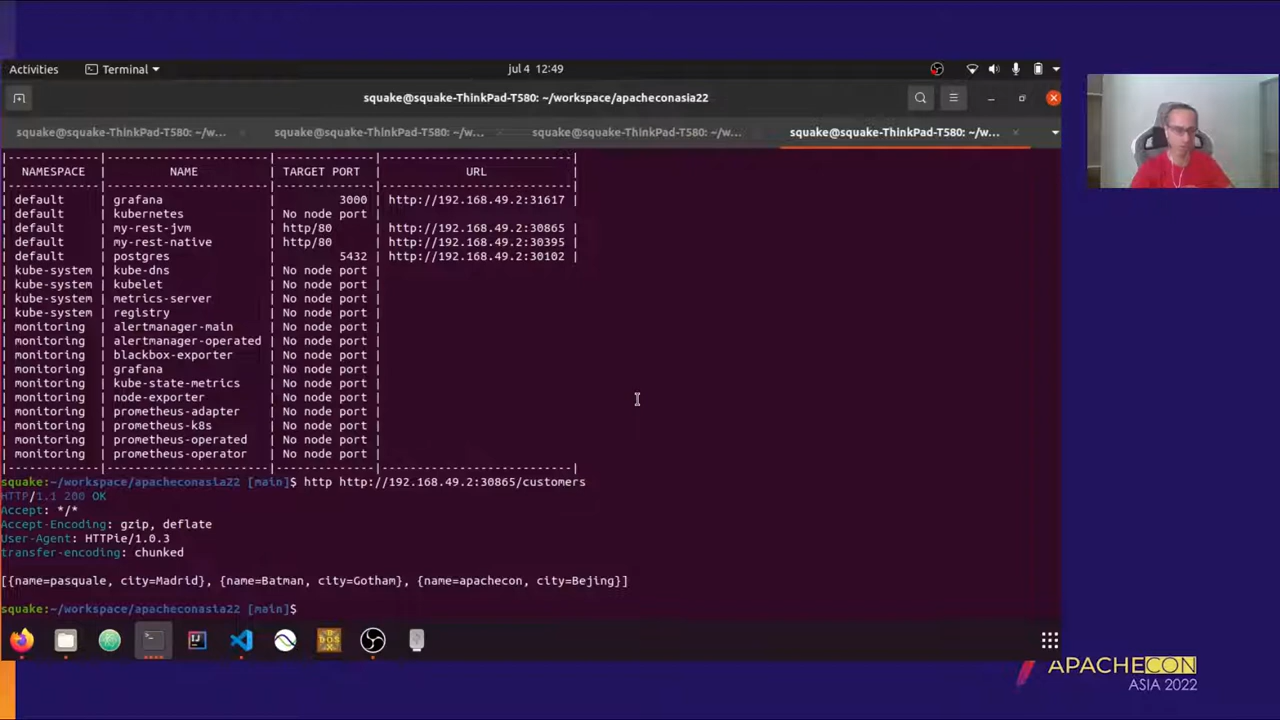 Activities Terminal jul 4 12:49
squake@squake-ThinkPad-T580: ~/workspace/apacheconasia22
squake@squake-ThinkPad-T580: ~/w... squake@squake-ThinkPad-T580: ~/w... squake@squake-ThinkPad-T580: ~/w... squake@squake-ThinkPad-T580: ~/w...
|-------------|----------------------|--------------|---------------------------|
| NAMESPACE | NAME | TARGET PORT | URL |
|-------------|----------------------|--------------|---------------------------|
| default | grafana | 3000 | http://192.168.49.2:31617 |
| default | kubernetes | No node port |
| default | my-rest-jvm | http/80 | http://192.168.49.2:30865 |
| default | my-rest-native | http/80 | http://192.168.49.2:30395 |
| default | postgres | 5432 | http://192.168.49.2:30102 |
| kube-system | kube-dns | No node port |
| kube-system | kubelet | No node port |
| kube-system | metrics-server | No node port |
| kube-system | registry | No node port |
| monitoring | alertmanager-main | No node port |
| monitoring | alertmanager-operated | No node port |
| monitoring | blackbox-exporter | No node port |
| monitoring | grafana | No node port |
| monitoring | kube-state-metrics | No node port |
| monitoring | node-exporter | No node port |
| monitoring | prometheus-adapter | No node port |
| monitoring | prometheus-k8s | No node port |
| monitoring | prometheus-operated | No node port |
| monitoring | prometheus-operator | No node port |
|-------------|----------------------|--------------|---------------------------|
squake:~/workspace/apacheconasia22 [main]$ http http://192.168.49.2:30865/customers
HTTP/1.1 200 OK
Accept: */*
Accept-Encoding: gzip, deflate
User-Agent: HTTPie/1.0.3
transfer-encoding: chunked
[{name=pasquale, city=Madrid}, {name=Batman, city=Gotham}, {name=apachecon, city=Bejing}]
squake:~/workspace/apacheconasia22 [main]$
APACHECON
ASIA 2022